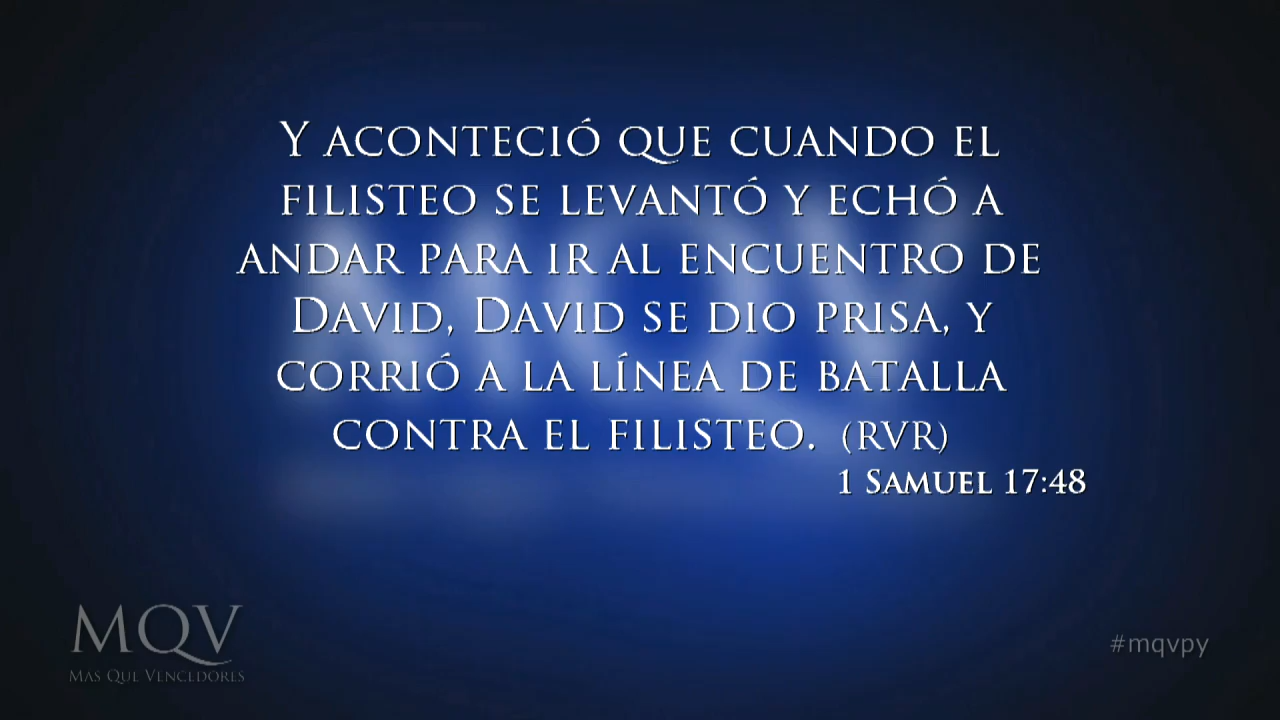 Y ACONTECIÓ QUE CUANDO EL
FILISTEO SE LEVANTÓ Y ECHÓ A
ANDAR PARA IR AL ENCUENTRO DE
DAVID, DAVID SE DIO PRISA, Y
CORRIÓ A LA LÍNEA DE BATALLA
CONTRA EL FILISTEO. (RVR)
1 SAMUEL 17:48
MQV
MAS QUE VENCEDORES
#mqvpy